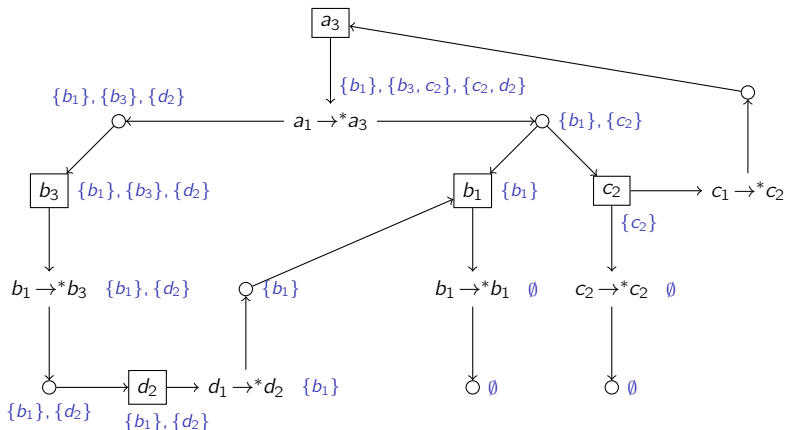 a₃
{b₁}, {b₃, c₂}, {c₂, d₂}
{b₁}, {b₃}, {d₂}
a₁ →* a₃
{b₁}, {c₂}
b₃ {b₁}, {b₃}, {d₂}
b₁ {b₁}
c₂
c₁ →* c₂
{c₂}
b₁ →* b₃ {b₁}, {d₂}
{b₁}
b₁ →* b₁ ∅
c₂ →* c₂ ∅
d₂
d₁ →* d₂ {b₁}
∅
∅
{b₁}, {d₂}
{b₁}, {d₂}